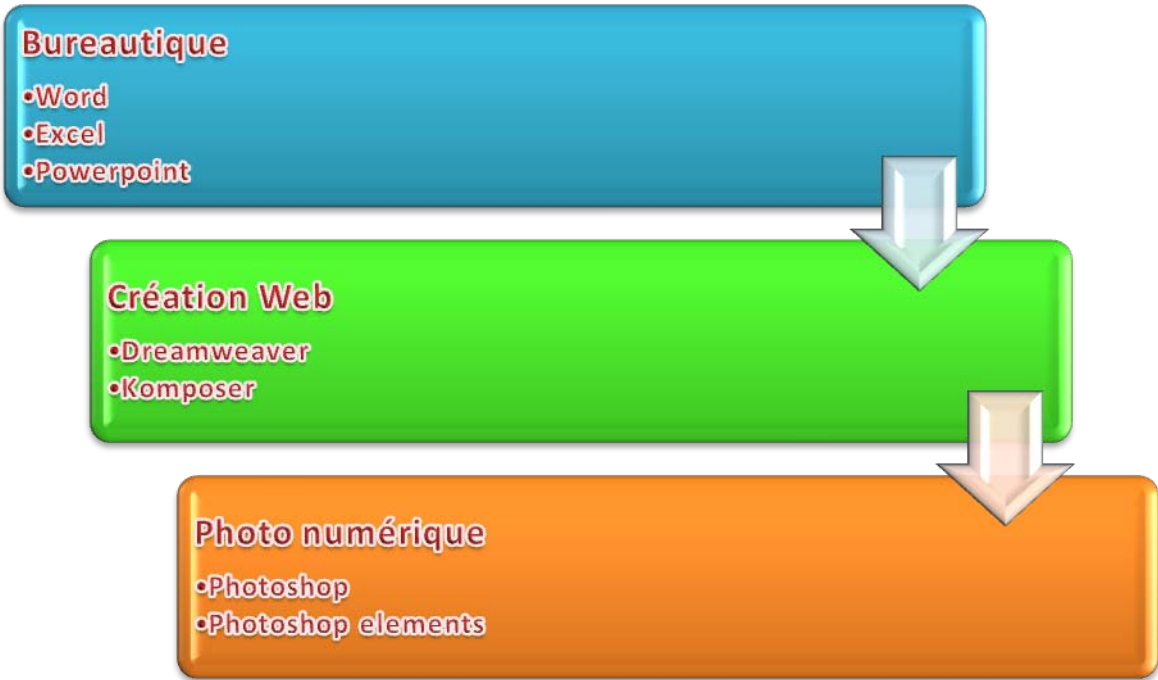 Bureautique
•Word
•Excel
•Powerpoint
Création Web
•Dreamweaver
•Komposer
Photo numérique
•Photoshop
•Photoshop elements